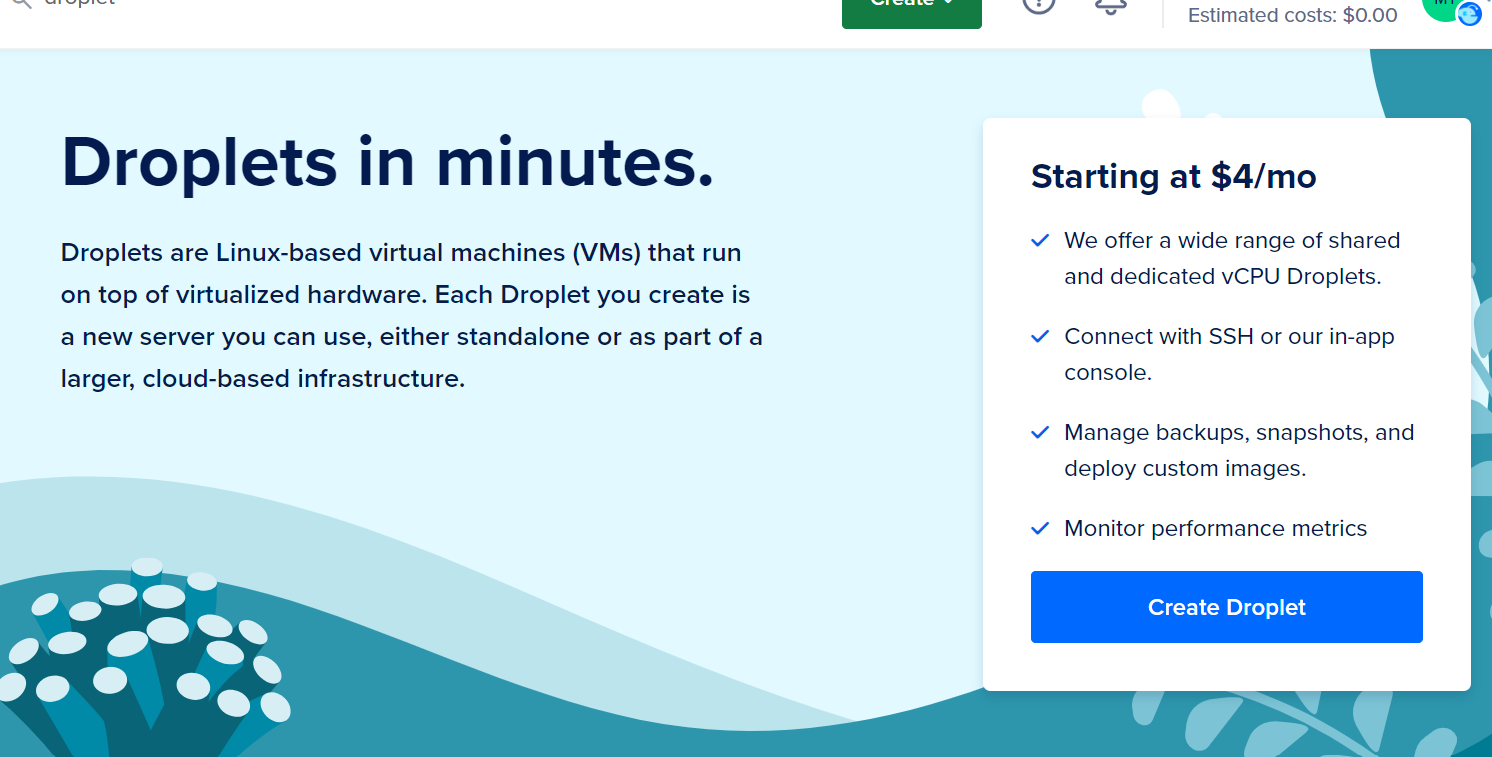 droplet
Create
Estimated costs: $0.00
MY
Droplets in minutes.
Droplets are Linux-based virtual machines (VMs) that run
on top of virtualized hardware. Each Droplet you create is
a new server you can use, either standalone or as part of a
larger, cloud-based infrastructure.
Starting at $4/mo
We offer a wide range of shared
and dedicated vCPU Droplets.
Connect with SSH or our in-app
console.
Manage backups, snapshots, and
deploy custom images.
Monitor performance metrics
Create Droplet